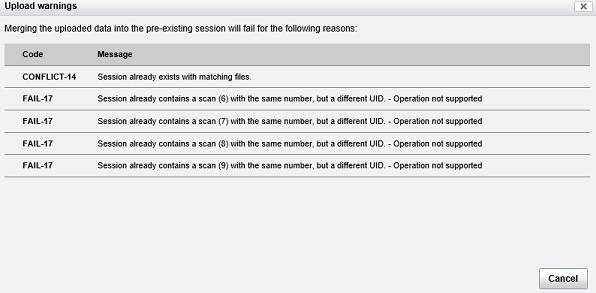 Upload warnings
Merging the uploaded data into the pre-existing session will fail for the following reasons:
Code Message
CONFLICT-14 Session already exists with matching files.
FAIL-17 Session already contains a scan (6) with the same number, but a different UID. - Operation not supported
FAIL-17 Session already contains a scan (7) with the same number, but a different UID. - Operation not supported
FAIL-17 Session already contains a scan (8) with the same number, but a different UID. - Operation not supported
FAIL-17 Session already contains a scan (9) with the same number, but a different UID. - Operation not supported
Cancel